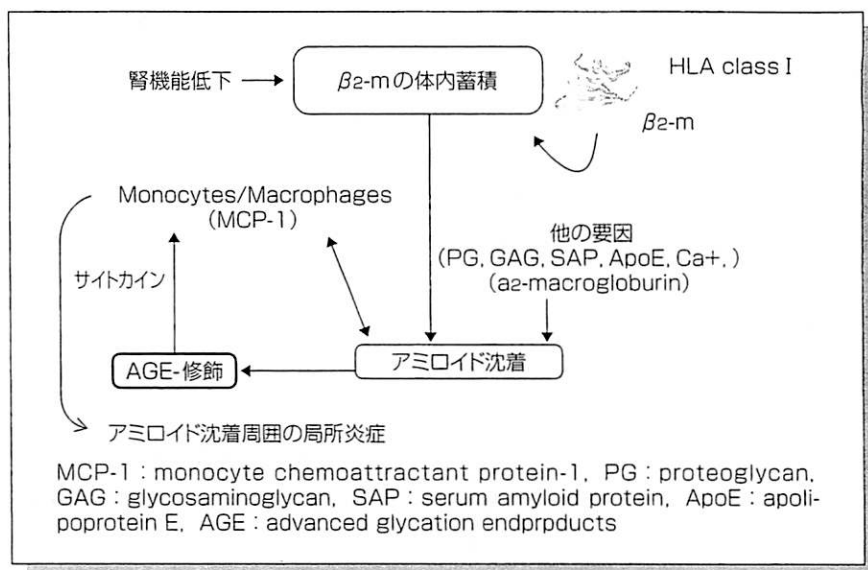 腎機能低下
β2-mの体内蓄積
HLA class I
β2-m
Monocytes/Macrophages
(MCP-1)
他の要因
(PG, GAG, SAP, ApoE, Ca+, )
(a2-macrogloburin)
サイトカイン
アミロイド沈着
AGE-修飾
アミロイド沈着周囲の局所炎症
MCP-1：monocyte chemoattractant protein-1, PG：proteoglycan,
GAG：glycosaminoglycan, SAP：serum amyloid protein, ApoE：apoli-
poprotein E, AGE：advanced glycation endprpducts